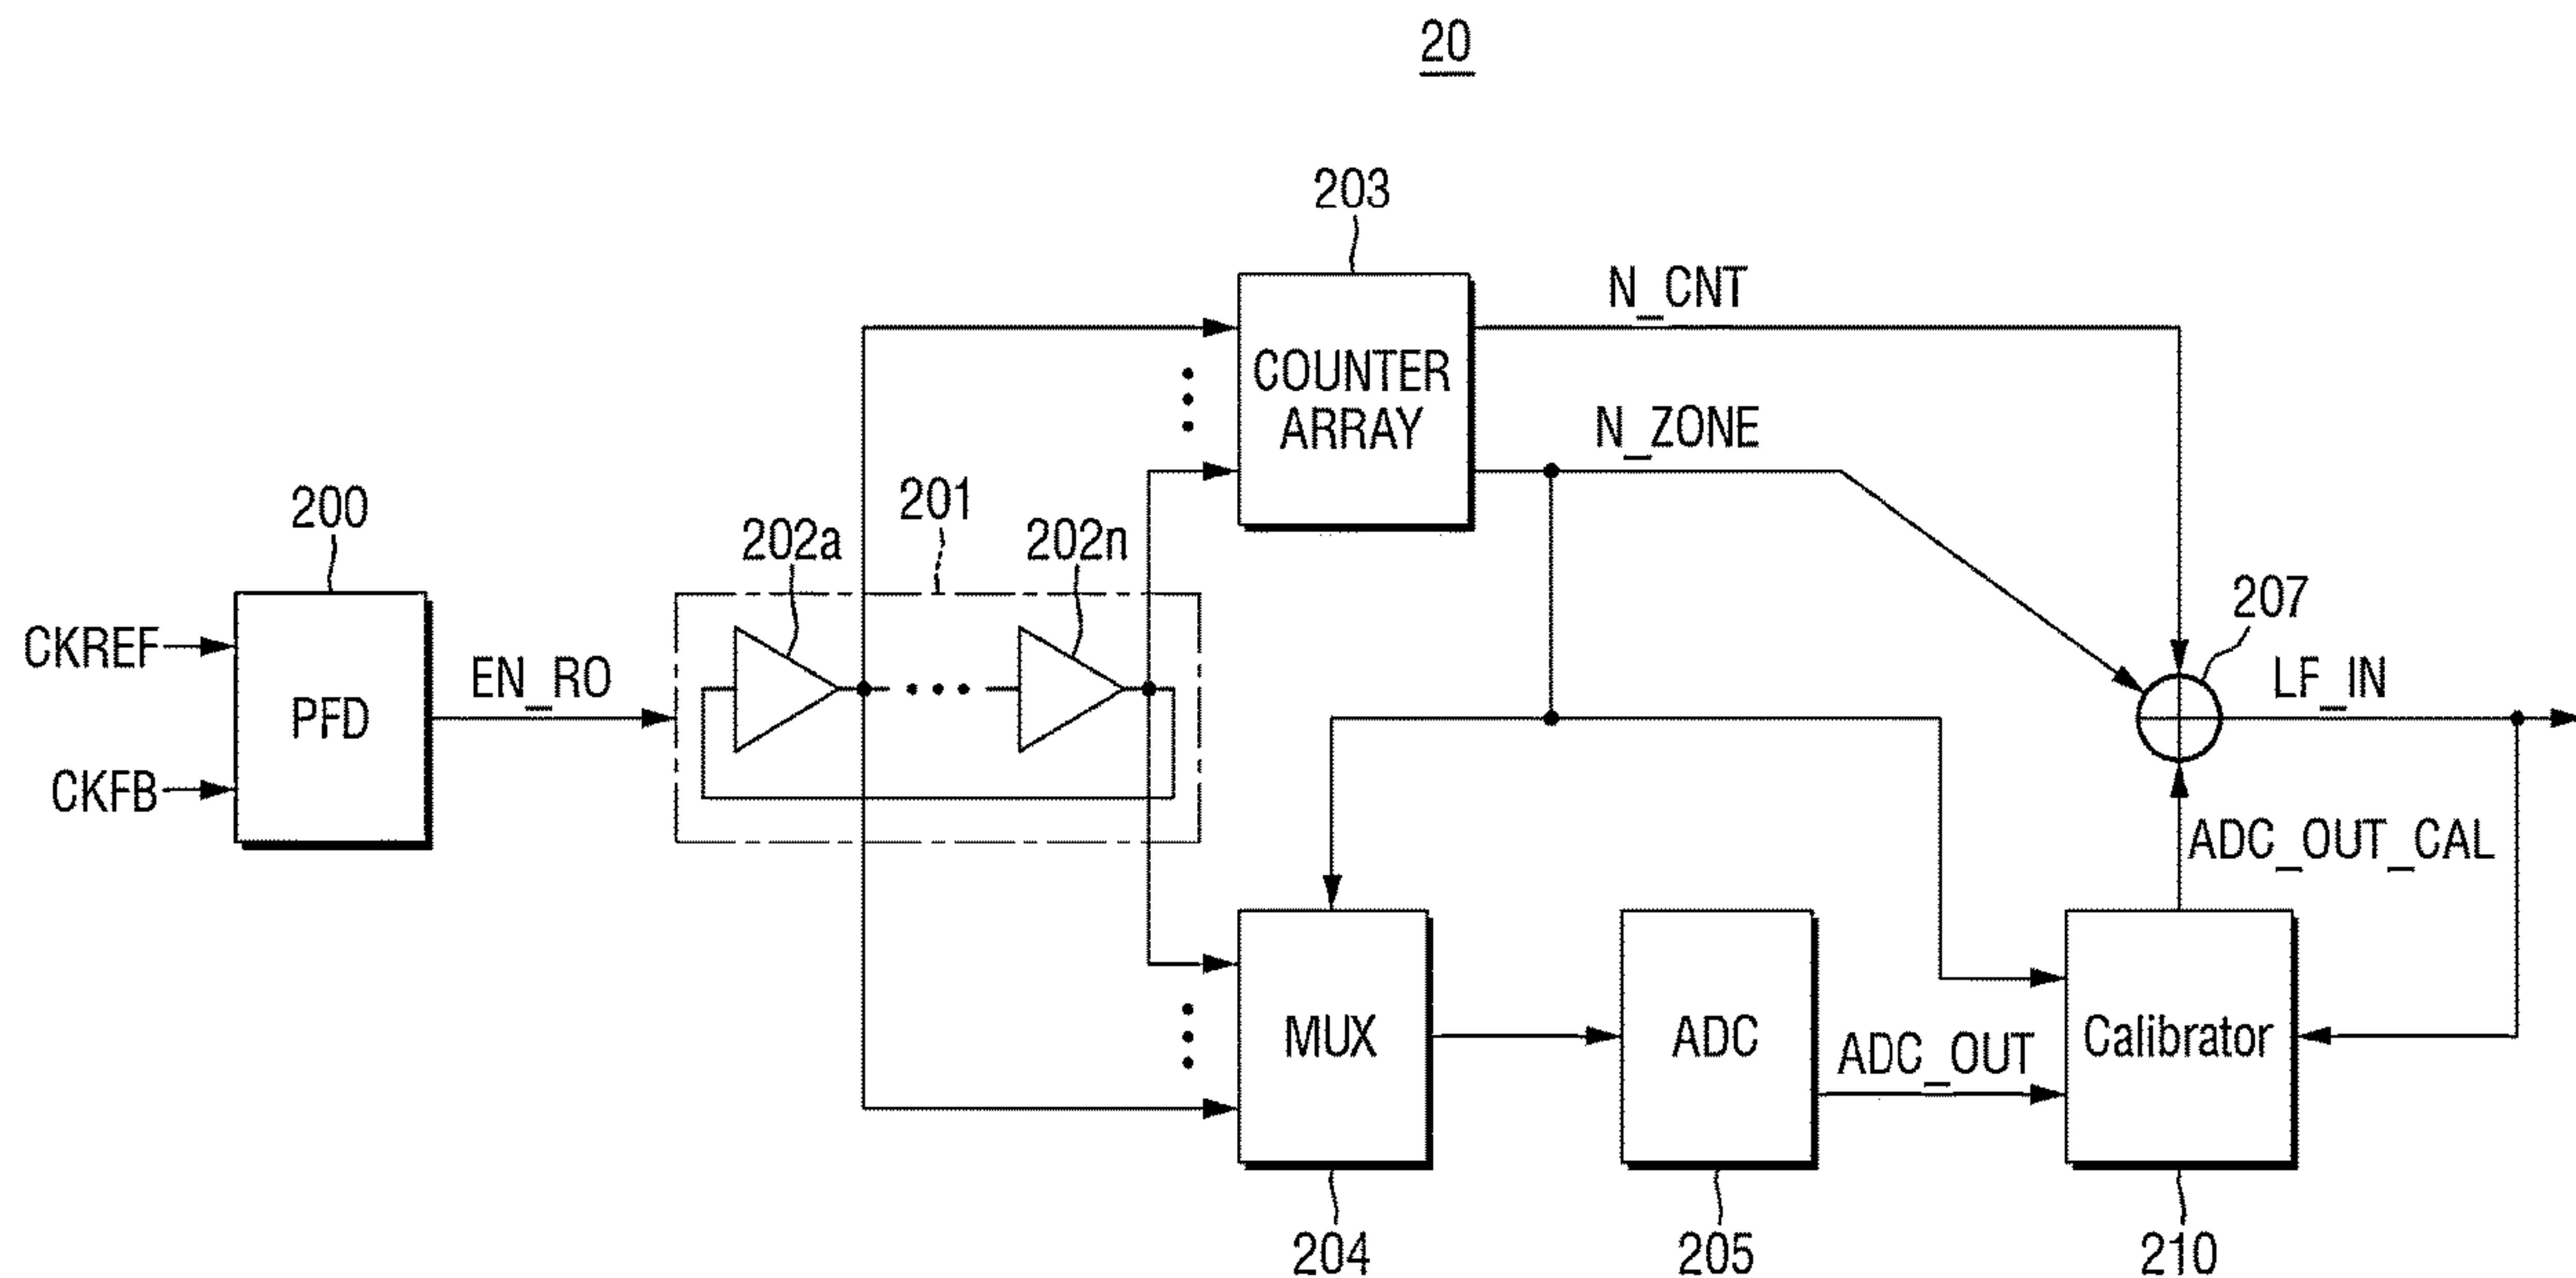 20
203
N_CNT
COUNTER
ARRAY
N_ZONE
200
201
202a
202n
207
CKREF
PFD
EN_RO
LF_IN
CKFB
ADC_OUT_CAL
MUX
ADC
ADC_OUT
Calibrator
204
205
210